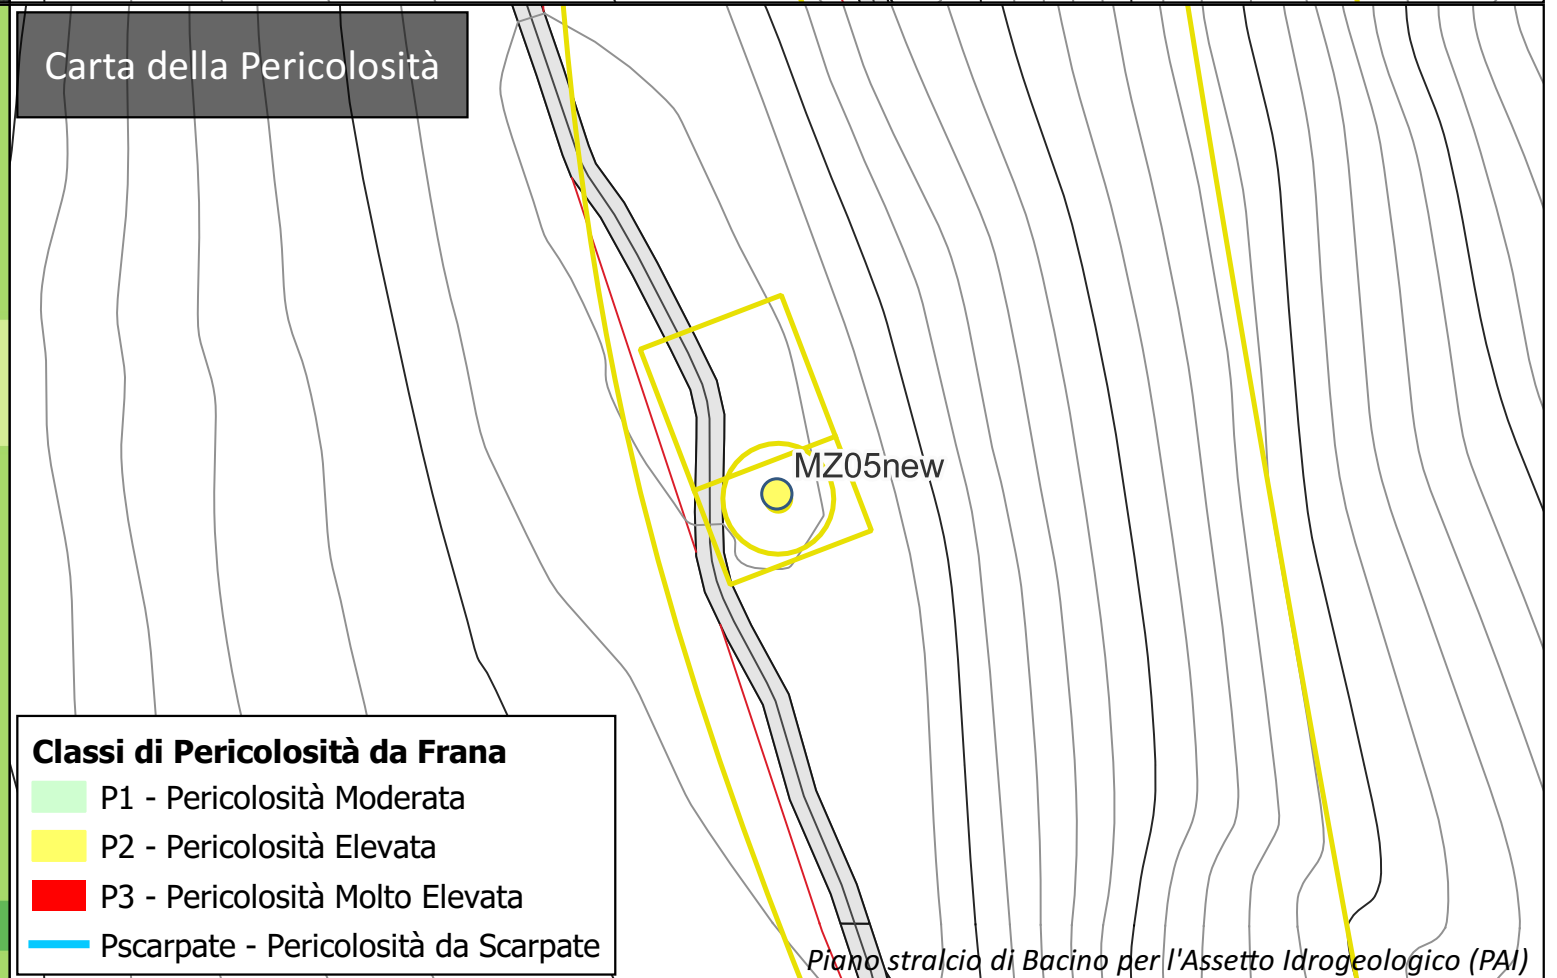 Carta della Pericolosità
MZ05new
Classi di Pericolosità da Frana
P1 - Pericolosità Moderata
P2 - Pericolosità Elevata
P3 - Pericolosità Molto Elevata
Pscarpate - Pericolosità da Scarpate
Piano stralcio di Bacino per l'Assetto Idrogeologico (PAI)